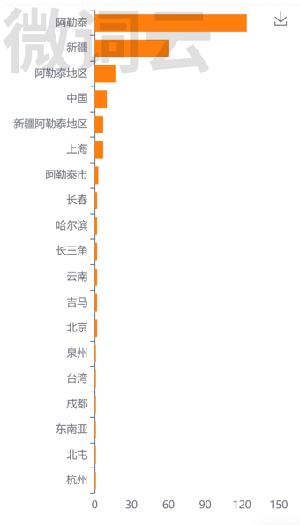 微词云
阿勒泰
新疆
阿勒泰地区
中国
新疆阿勒泰地区
上海
阿勒泰市
长春
哈尔滨
长三角
云南
吉马
北京
泉州
台湾
成都
东南亚
北屯
杭州
0 30 60 90 120 150